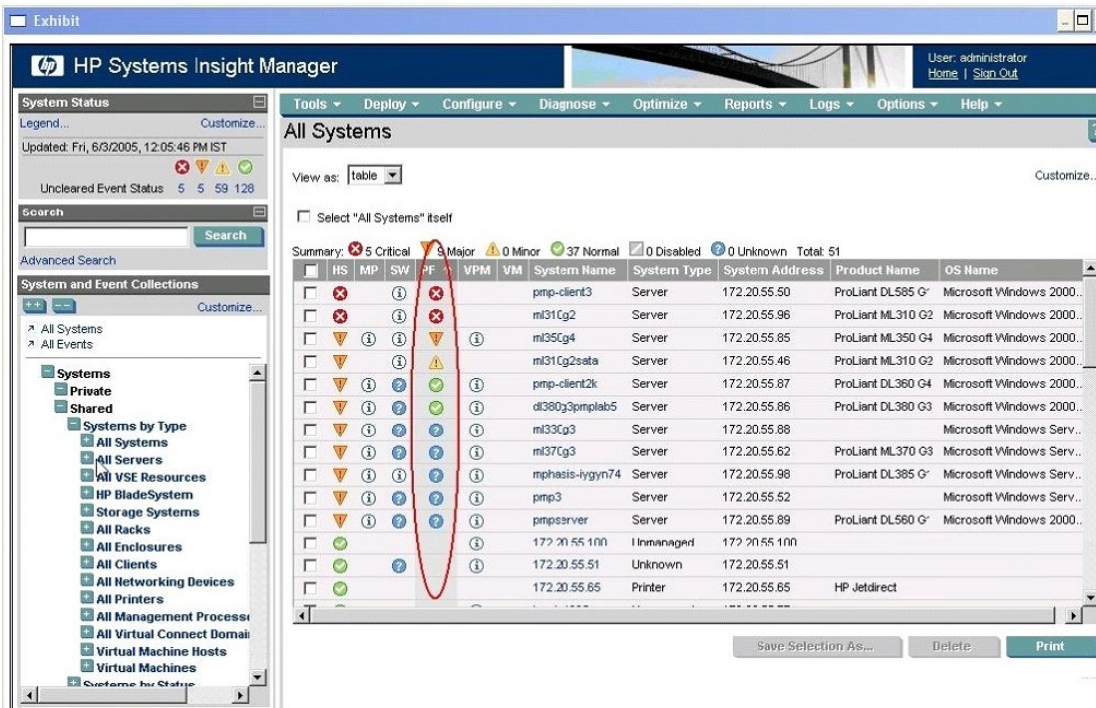 Exhibit
hp HP Systems Insight Manager
User: administrator
Home | Sign Out
System Status
Legend... Customize...
Updated: Fri, 6/3/2005, 12:05:46 PM IST
Uncleared Event Status 5 5 59 128
Search
Search
Advanced Search
System and Event Collections
Customize...
All Systems
All Events
Systems
Private
Shared
Systems by Type
All Systems
All Servers
All VSE Resources
HP BladeSystem
Storage Systems
All Racks
All Enclosures
All Clients
All Networking Devices
All Printers
All Management Process
All Virtual Connect Domai
Virtual Machine Hosts
Virtual Machines
Systems by Status
Tools Deploy Configure Diagnose Optimize Reports Logs Options Help
All Systems
View as: table Customize...
Select "All Systems" itself
Summary: 5 Critical 9 Major 0 Minor 37 Normal 0 Disabled 0 Unknown Total: 51
HS MP SW PF VPM VM System Name System Type System Address Product Name OS Name
pmp-client3 Server 172.20.55.50 ProLiant DL585 G Microsoft Windows 2000..
ml310g2 Server 172.20.55.96 ProLiant ML310 G2 Microsoft Windows 2000..
ml350g4 Server 172.20.55.85 ProLiant ML350 G4 Microsoft Windows 2000..
ml310g2sata Server 172.20.55.46 ProLiant ML310 G2 Microsoft Windows 2000..
pmp-client2k Server 172.20.55.87 ProLiant DL360 G4 Microsoft Windows 2000..
dl380g3pmplab5 Server 172.20.55.86 ProLiant DL380 G3 Microsoft Windows 2000..
ml330g3 Server 172.20.55.88 Microsoft Windows Serv..
ml370g3 Server 172.20.55.62 ProLiant ML370 G3 Microsoft Windows Serv..
mphasis-iygyn74 Server 172.20.55.98 ProLiant DL385 G Microsoft Windows Serv..
pmp3 Server 172.20.55.52 Microsoft Windows Serv..
pmpserver Server 172.20.55.89 ProLiant DL560 G Microsoft Windows 2000..
172.20.55.100 Unmanaged 172.20.55.100
172.20.55.51 Unknown 172.20.55.51
172.20.55.65 Printer 172.20.55.65 HP Jetdirect
Save Selection As... Delete Print